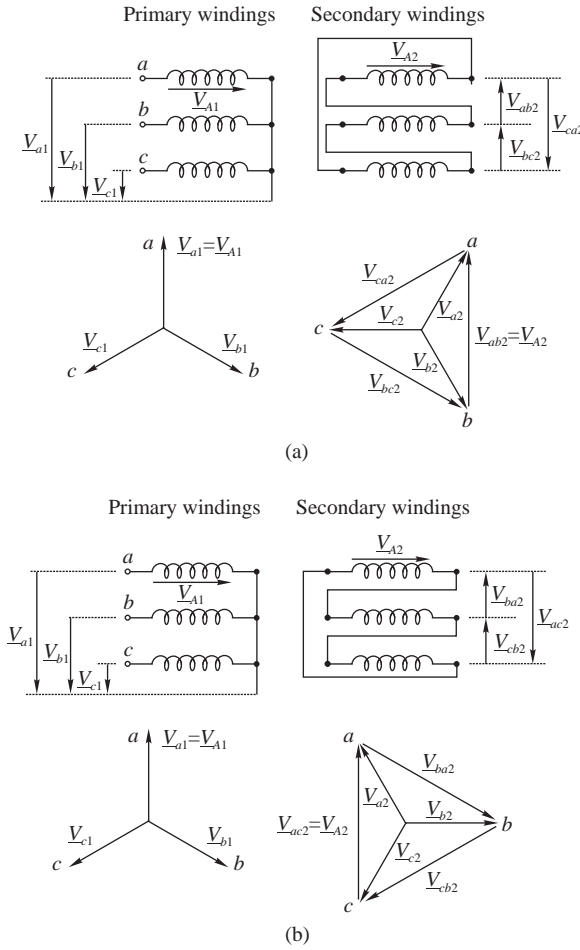 Primary windings Secondary windings
a
V_A1
V_A2
b
V_a1
V_b1
V_ab2
V_ca2
c
V_c1
V_bc2
a
V_a1=V_A1
V_c1
V_b1
c
b
a
V_ca2
V_c2
V_a2
c
V_ab2=V_A2
V_b2
V_bc2
b
(a)
Primary windings Secondary windings
a
V_A1
V_A2
b
V_a1
V_b1
V_ba2
V_ac2
c
V_c1
V_cb2
a
V_a1=V_A1
V_c1
V_b1
c
b
a
V_ba2
V_a2
V_ac2=V_A2
V_b2
b
V_c2
V_cb2
c
(b)